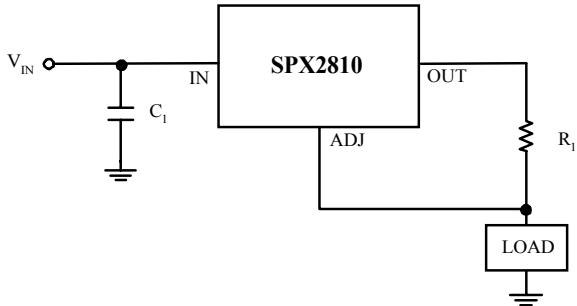 SPX2810
V_IN
IN
OUT
C_1
ADJ
R_1
LOAD